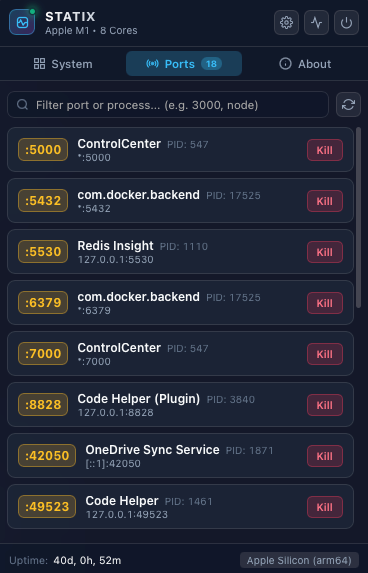 STATIX
Apple M1 • 8 Cores
System
Ports 18
About
Filter port or process... (e.g. 3000, node)
:5000 ControlCenter PID: 547 Kill
*:5000
:5432 com.docker.backend PID: 17525 Kill
*:5432
:5530 Redis Insight PID: 1110 Kill
127.0.0.1:5530
:6379 com.docker.backend PID: 17525 Kill
*:6379
:7000 ControlCenter PID: 547 Kill
*:7000
:8828 Code Helper (Plugin) PID: 3840 Kill
127.0.0.1:8828
:42050 OneDrive Sync Service PID: 1871 Kill
[::1]:42050
:49523 Code Helper PID: 1461 Kill
127.0.0.1:49523
Uptime: 40d, 0h, 52m
Apple Silicon (arm64)